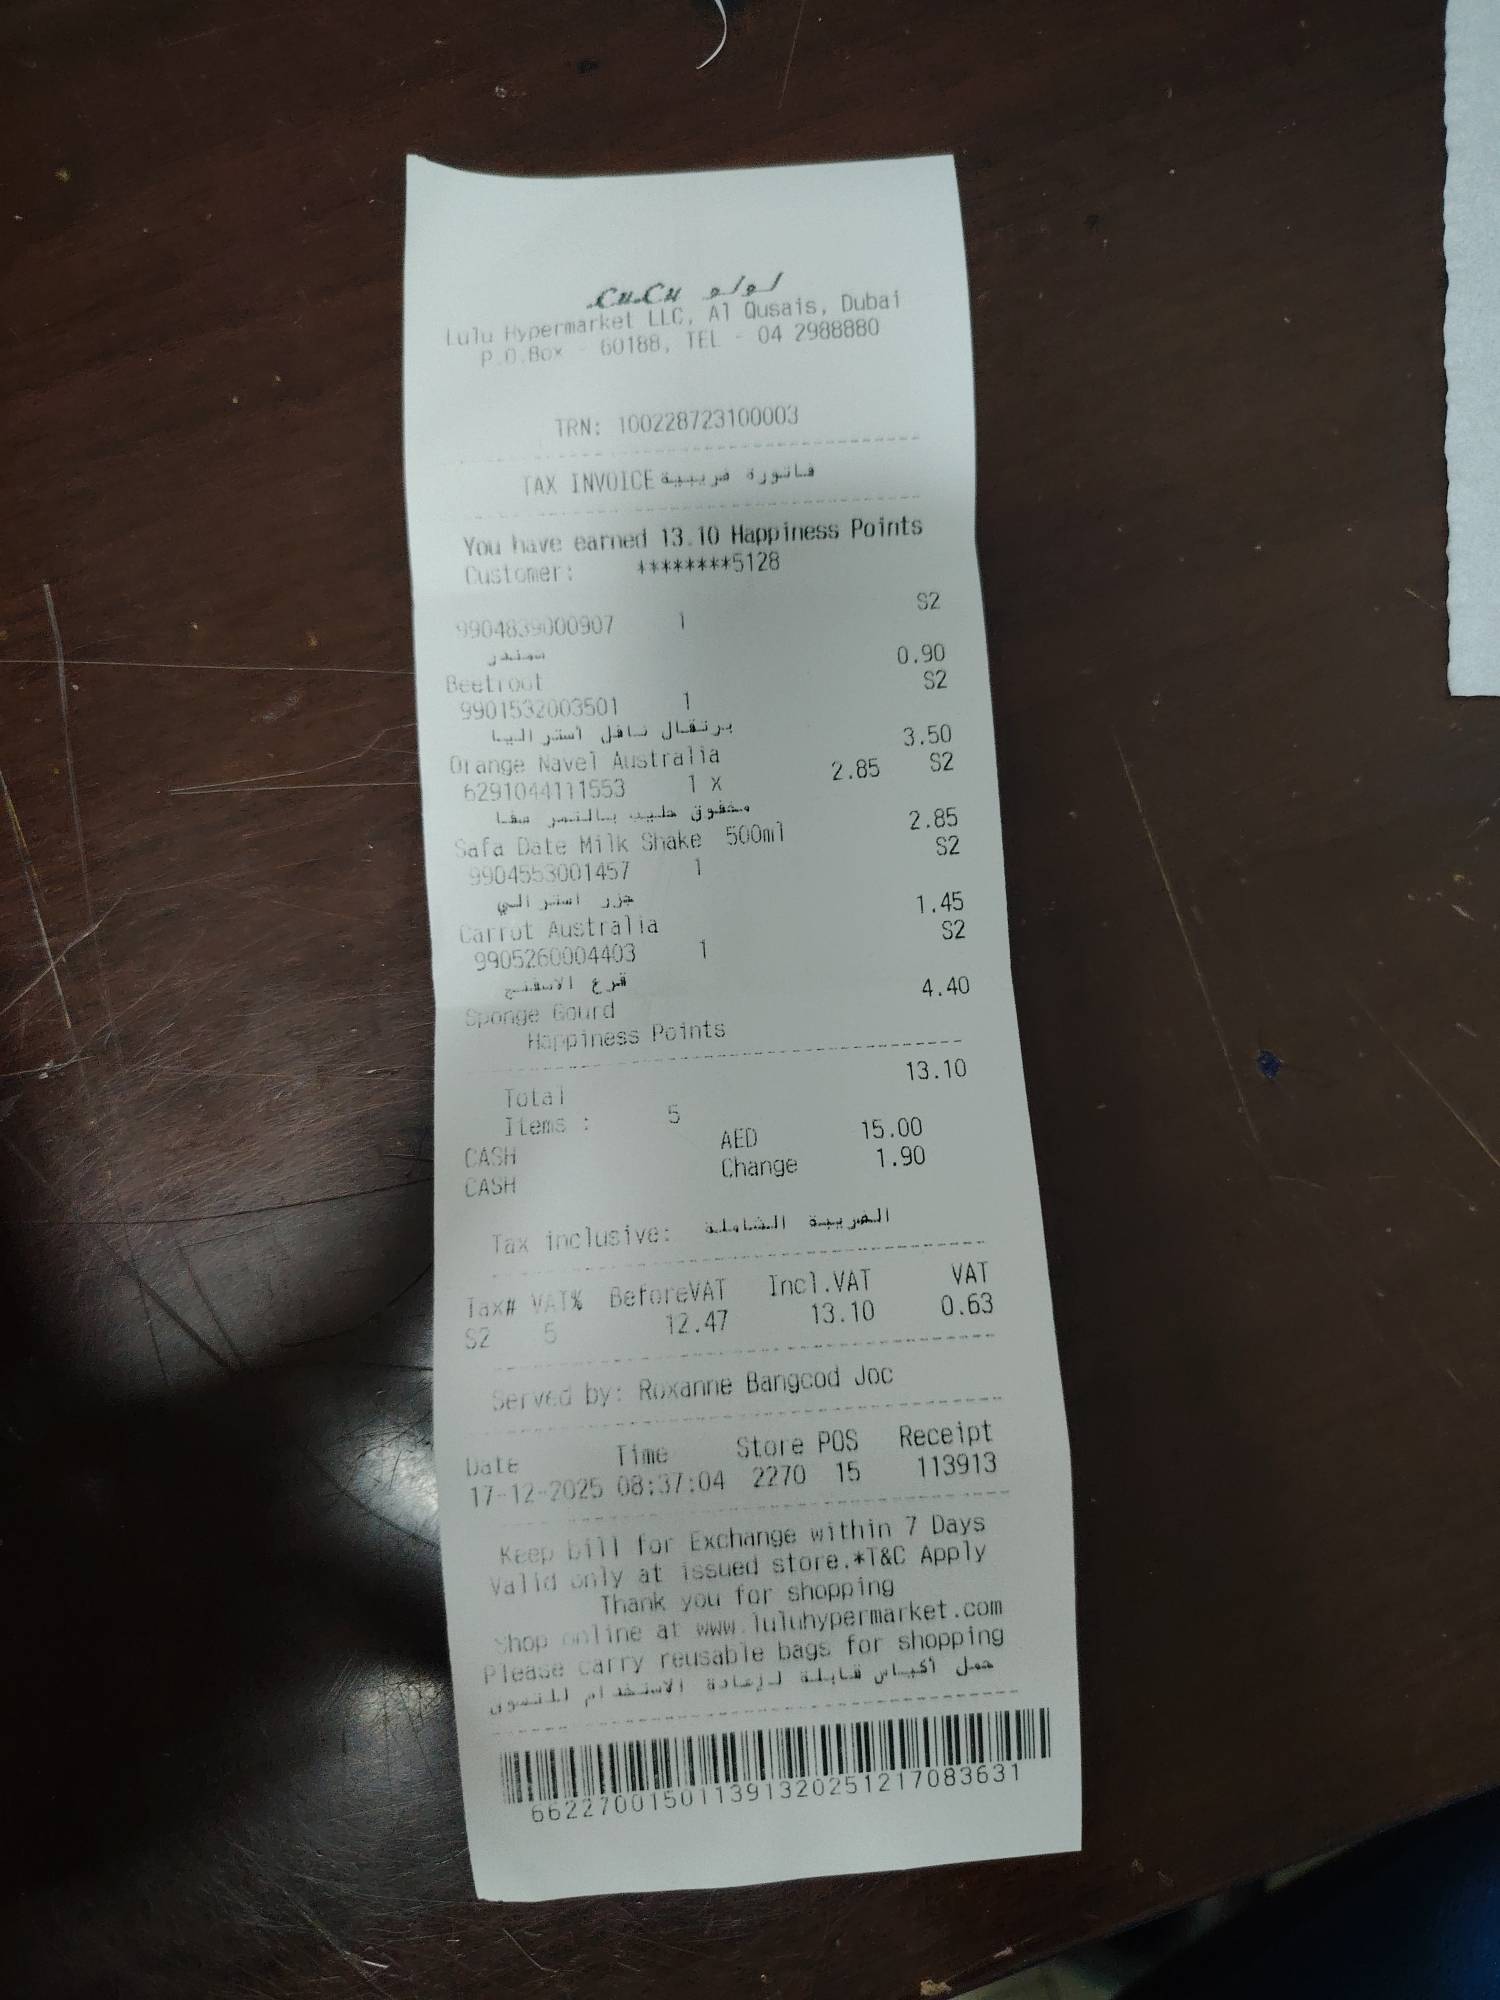 LuLu لولو
Lulu Hypermarket LLC, Al Qusais, Dubai
P.O.Box - 60188, TEL - 04 2988880
TRN: 100228723100003
TAX INVOICE فاتورة ضريبية
You have earned 13.10 Happiness Points
Customer: ********5128
9904839000907 1 S2
شمندر
Beetroot 0.90
9901532003501 1 S2
برتقال نافل أستراليا
Orange Navel Australia 3.50
6291044111553 1 x 2.85 S2
مخفوق حليب بالتمر صفا
Safa Date Milk Shake 500ml 2.85
9904553001457 1 S2
جزر استرالي
Carrot Australia 1.45
9905260004403 1 S2
قرع الاسفنج
Sponge Gourd 4.40
Happiness Points
Total 13.10
Items : 5
CASH AED 15.00
CASH Change 1.90
Tax inclusive: الضريبة الشاملة
Tax# VAT% BeforeVAT Incl.VAT VAT
S2 5 12.47 13.10 0.63
Served by: Roxanne Bangcod Joc
Date Time Store POS Receipt
17-12-2025 08:37:04 2270 15 113913
Keep bill for Exchange within 7 Days
Valid only at issued store.*T&C Apply
Thank you for shopping
Shop online at www.luluhypermarket.com
Please carry reusable bags for shopping
حمل أكياس قابلة لإعادة الاستخدام للتسوق
66227001501139132025121708363​1